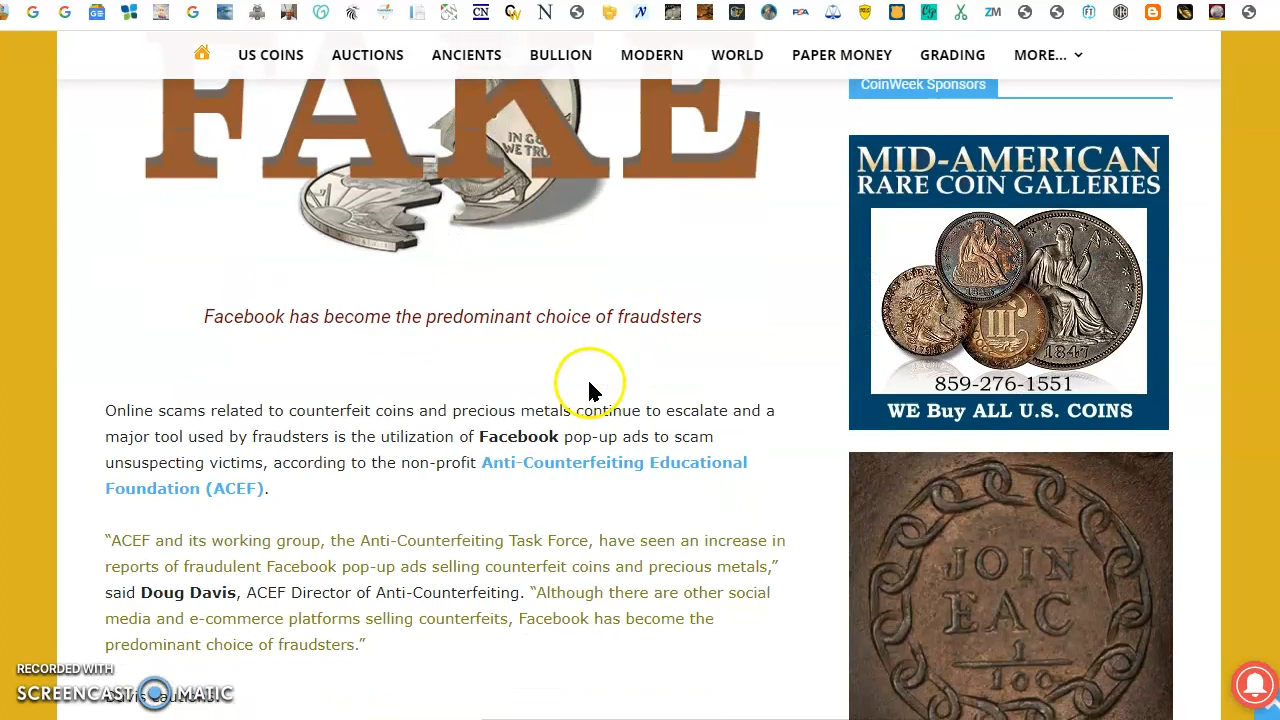 US COINS AUCTIONS ANCIENTS BULLION MODERN WORLD PAPER MONEY GRADING MORE...
FAKE
IN GO
WE TRU
Facebook has become the predominant choice of fraudsters
Online scams related to counterfeit coins and precious metals continue to escalate and a
major tool used by fraudsters is the utilization of Facebook pop-up ads to scam
unsuspecting victims, according to the non-profit Anti-Counterfeiting Educational
Foundation (ACEF).
“ACEF and its working group, the Anti-Counterfeiting Task Force, have seen an increase in
reports of fraudulent Facebook pop-up ads selling counterfeit coins and precious metals,”
said Doug Davis, ACEF Director of Anti-Counterfeiting. “Although there are other social
media and e-commerce platforms selling counterfeits, Facebook has become the
predominant choice of fraudsters.”
RECORDED WITH
SCREENCAST MATIC
CoinWeek Sponsors
MID-AMERICAN
RARE COIN GALLERIES
III
1847
859-276-1551
WE Buy ALL U.S. COINS
JOIN
EAC
1
100